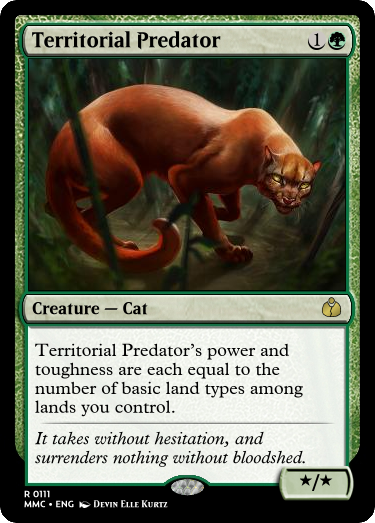 Territorial Predator 1
Creature — Cat
Territorial Predator's power and
toughness are each equal to the
number of basic land types among
lands you control.
It takes without hesitation, and
surrenders nothing without bloodshed.
*/*
R 0111
MMC • ENG Devin Elle Kurtz